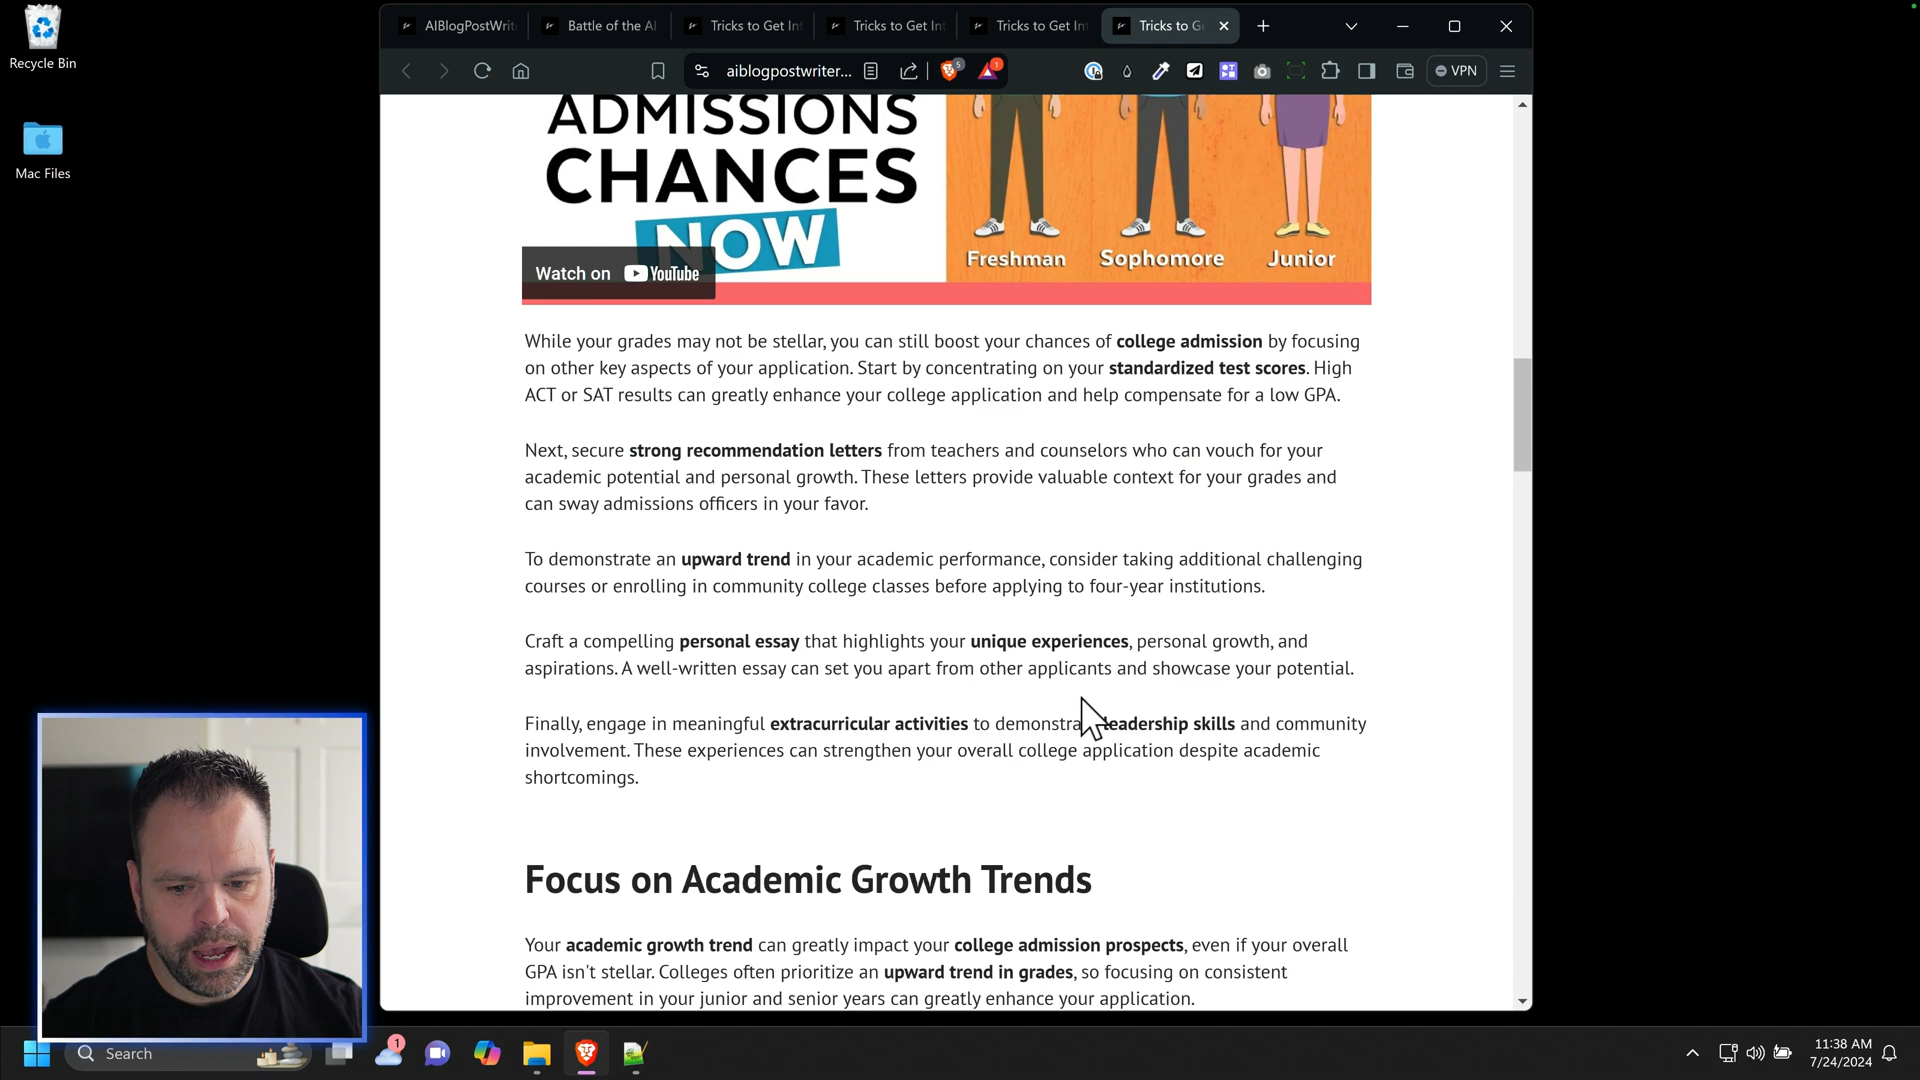 Recycle Bin
Mac Files
AIBlogPostWrit
Battle of the AI
Tricks to Get Int
Tricks to Get Int
Tricks to Get Int
Tricks to Ge
aiblogpostwriter...
5
1
VPN
ADMISSIONS
CHANCES
NOW
Watch on YouTube
Freshman Sophomore Junior
While your grades may not be stellar, you can still boost your chances of college admission by focusing
on other key aspects of your application. Start by concentrating on your standardized test scores. High
ACT or SAT results can greatly enhance your college application and help compensate for a low GPA.
Next, secure strong recommendation letters from teachers and counselors who can vouch for your
academic potential and personal growth. These letters provide valuable context for your grades and
can sway admissions officers in your favor.
To demonstrate an upward trend in your academic performance, consider taking additional challenging
courses or enrolling in community college classes before applying to four-year institutions.
Craft a compelling personal essay that highlights your unique experiences, personal growth, and
aspirations. A well-written essay can set you apart from other applicants and showcase your potential.
Finally, engage in meaningful extracurricular activities to demonstra leadership skills and community
involvement. These experiences can strengthen your overall college application despite academic
shortcomings.
Focus on Academic Growth Trends
Your academic growth trend can greatly impact your college admission prospects, even if your overall
GPA isn't stellar. Colleges often prioritize an upward trend in grades, so focusing on consistent
improvement in your junior and senior years can greatly enhance your application.
Search
1
11:38 AM
7/24/2024